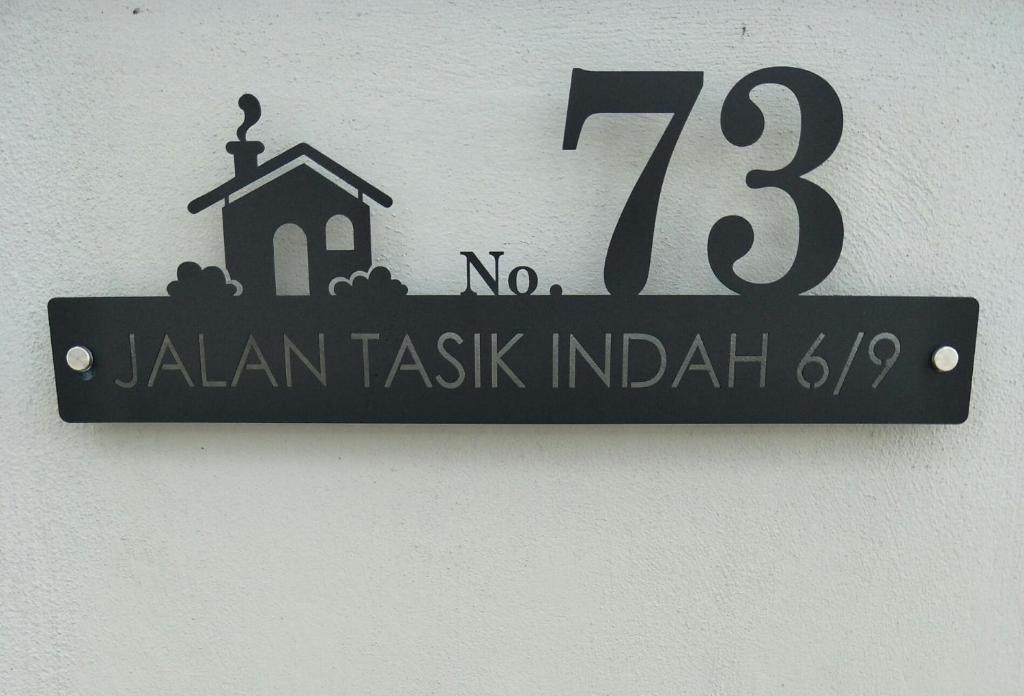 No. 73
JALAN TASIK INDAH 6/9